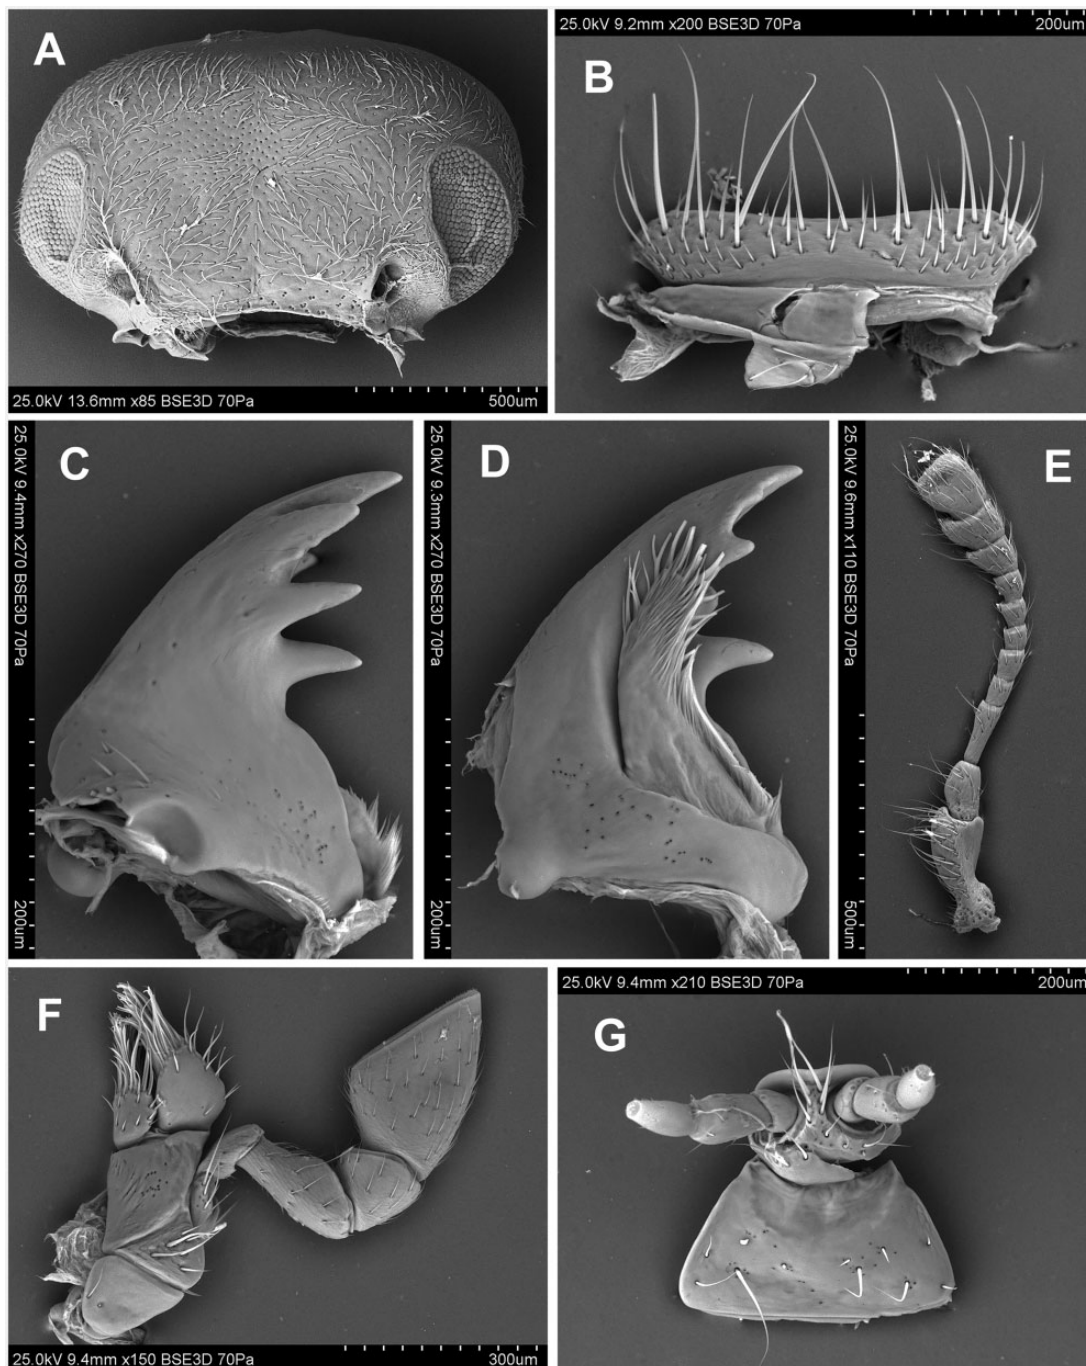 A
25.0kV 13.6mm x85 BSE3D 70Pa
500um
25.0kV 9.2mm x200 BSE3D 70Pa
200um
B
C
25.0kV 9.4mm x270 BSE3D 70Pa
200um
D
25.0kV 9.3mm x270 BSE3D 70Pa
200um
E
25.0kV 9.6mm x110 BSE3D 70Pa
500um
F
25.0kV 9.4mm x150 BSE3D 70Pa
300um
25.0kV 9.4mm x210 BSE3D 70Pa
200um
G